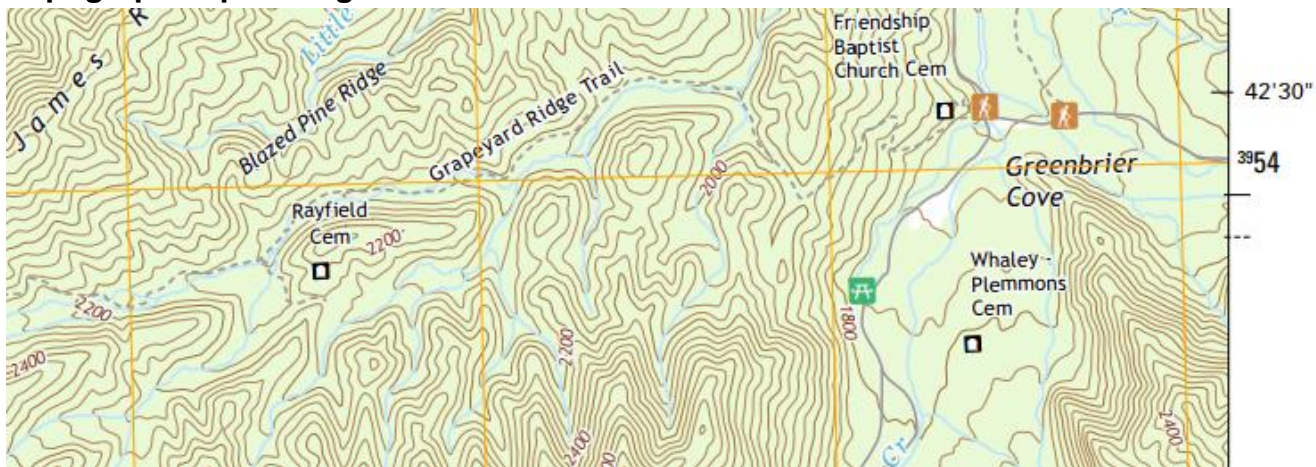 James R
Little
Blazed Pine Ridge
Grapeyard Ridge Trail
Friendship
Baptist
Church Cem
42'30"
3954
Greenbrier
Cove
Rayfield
Cem
2200
2000
Whaley-
Plemmons
Cem
2200
2400
2200
1800
2400
2400
Cr